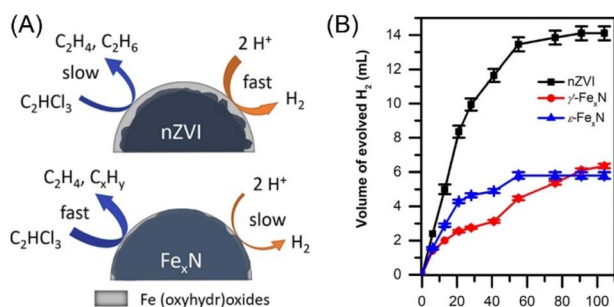 (A)
C₂H₄, C₂H₆
slow
C₂HCl₃
2 H⁺
fast
H₂
nZVI
C₂H₄, CₓHᵧ
fast
C₂HCl₃
2 H⁺
slow
H₂
FeₓN
Fe (oxyhydr)oxides
(B)
Volume of evolved H₂ (mL)
14
12
10
8
6
4
2
0
nZVI
γ'-FeₓN
ε-FeₓN
0 20 40 60 80 100